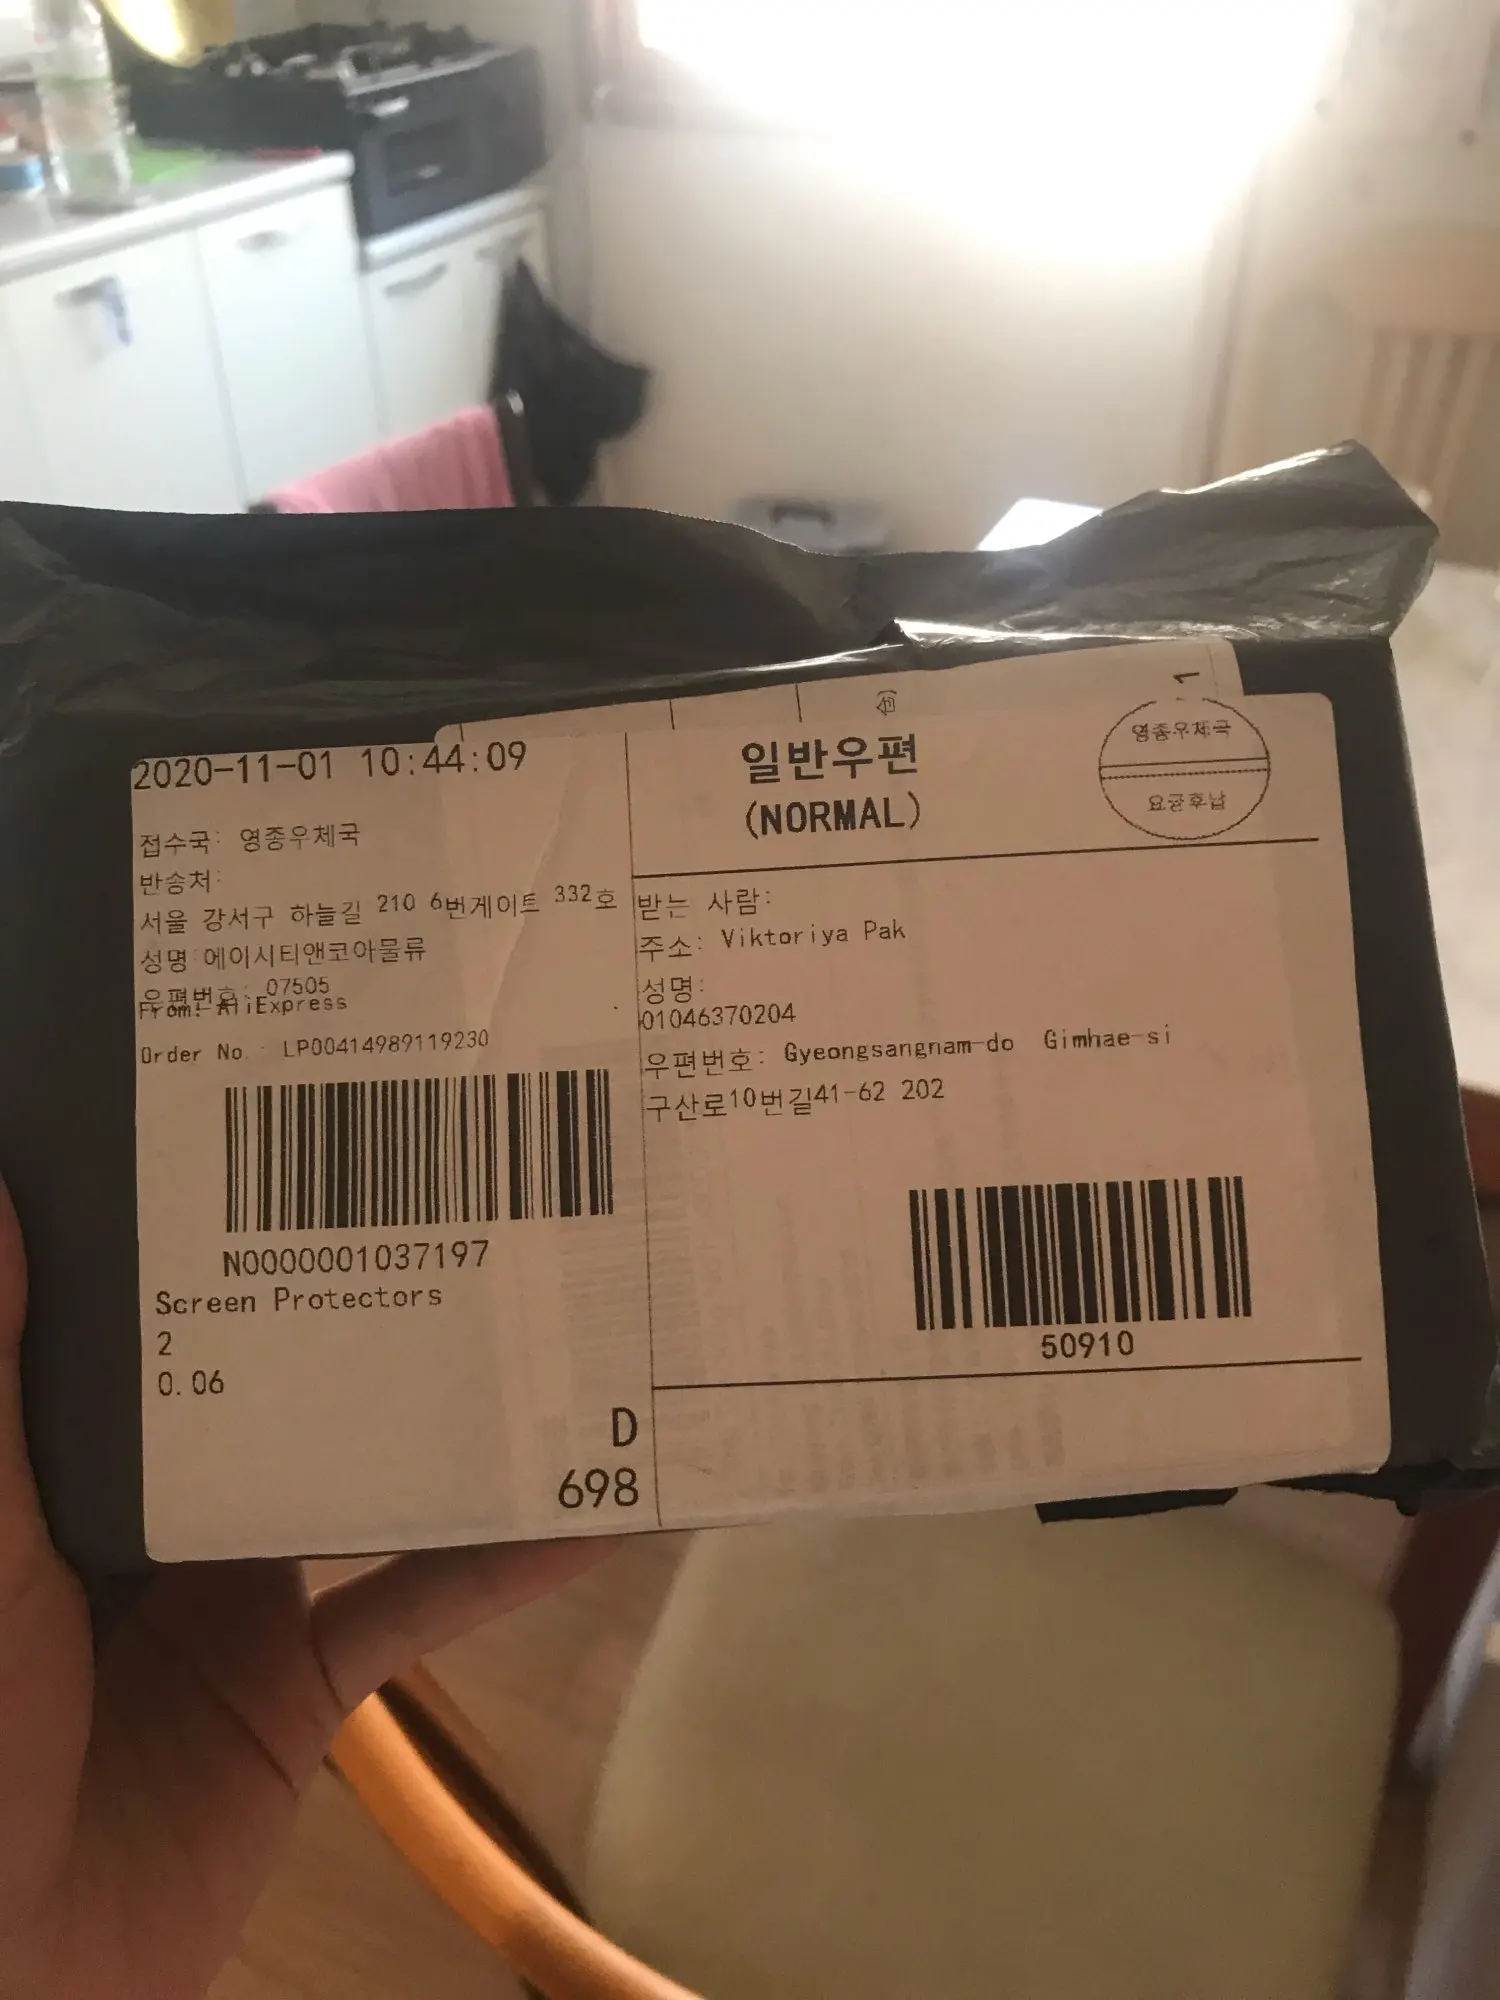 2020-11-01 10:44:09
접수국: 영종우체국
반송처:
서울 강서구 하늘길 210 6번게이트 332호
성명:에이시티앤코아물류
우편번호: 07505
From: AliExpress
Order No.: LP00414989119230
N0000001037197
Screen Protectors
2
0.06
D
698
1
일반우편
(NORMAL)
영종우체국
요금후납
받는 사람:
주소: Viktoriya Pak
성명:
01046370204
우편번호: Gyeongsangnam-do Gimhae-si
구산로10번길41-62 202
50910